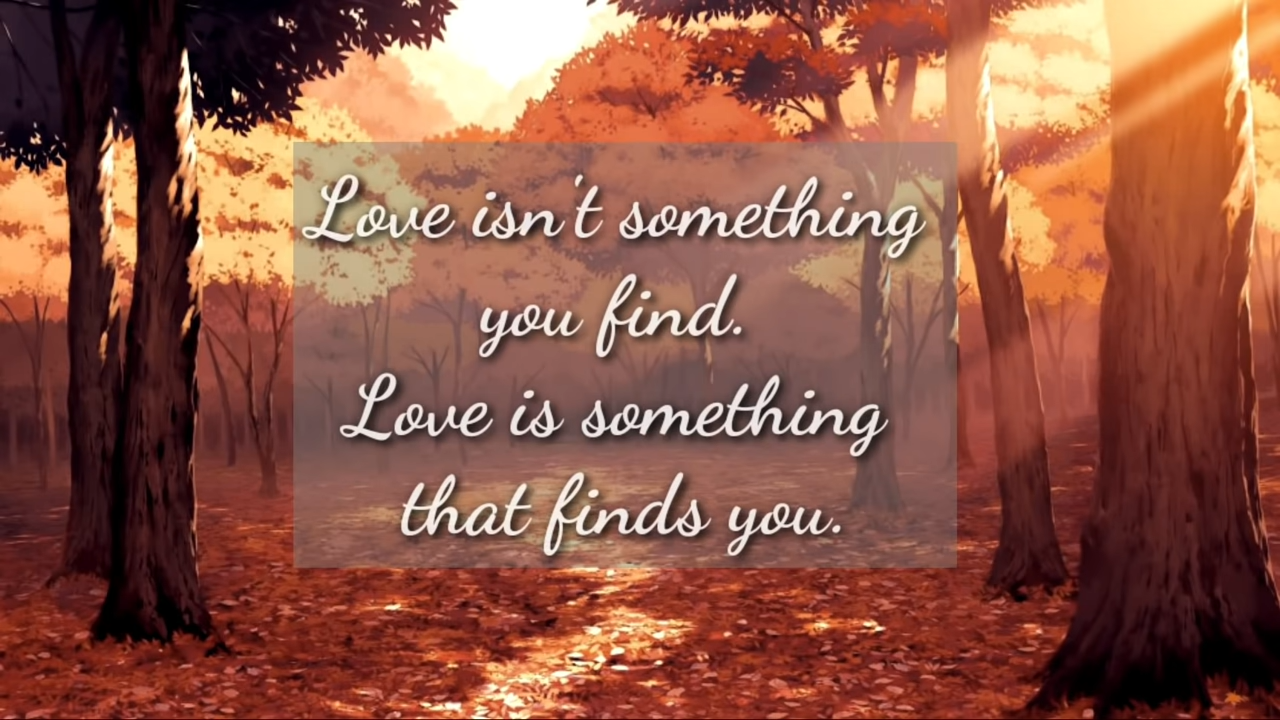 Love isn't something
you find.
Love is something
that finds you.